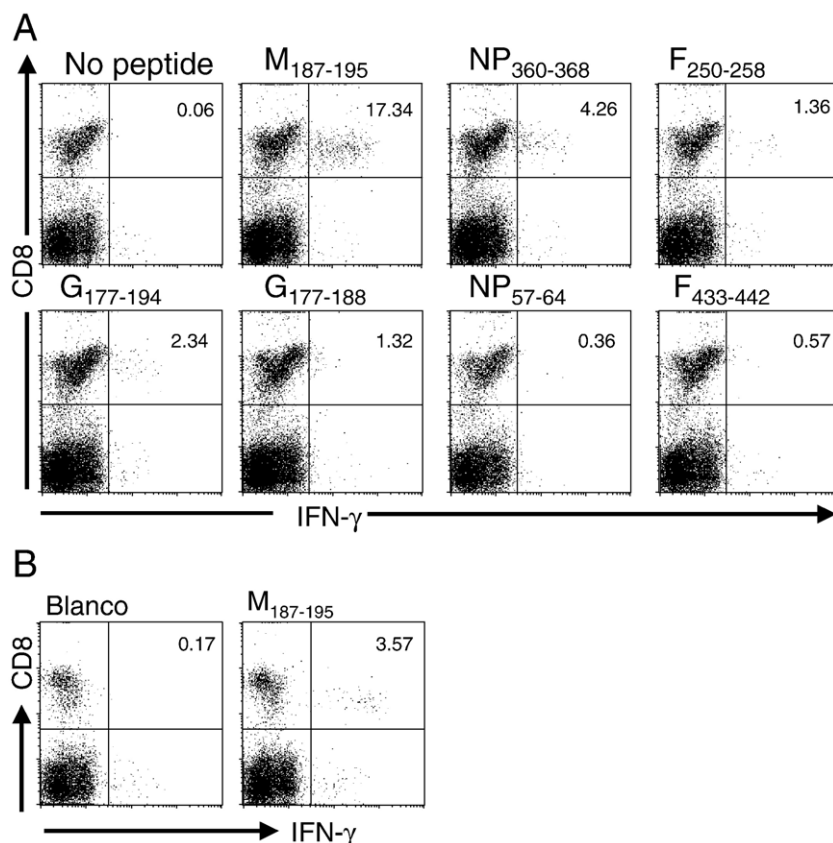 A
No peptide M187-195 NP360-368 F250-258
0.06 17.34 4.26 1.36
CD8
G177-194 G177-188 NP57-64 F433-442
2.34 1.32 0.36 0.57
IFN-γ
B
Blanco M187-195
0.17 3.57
CD8
IFN-γ